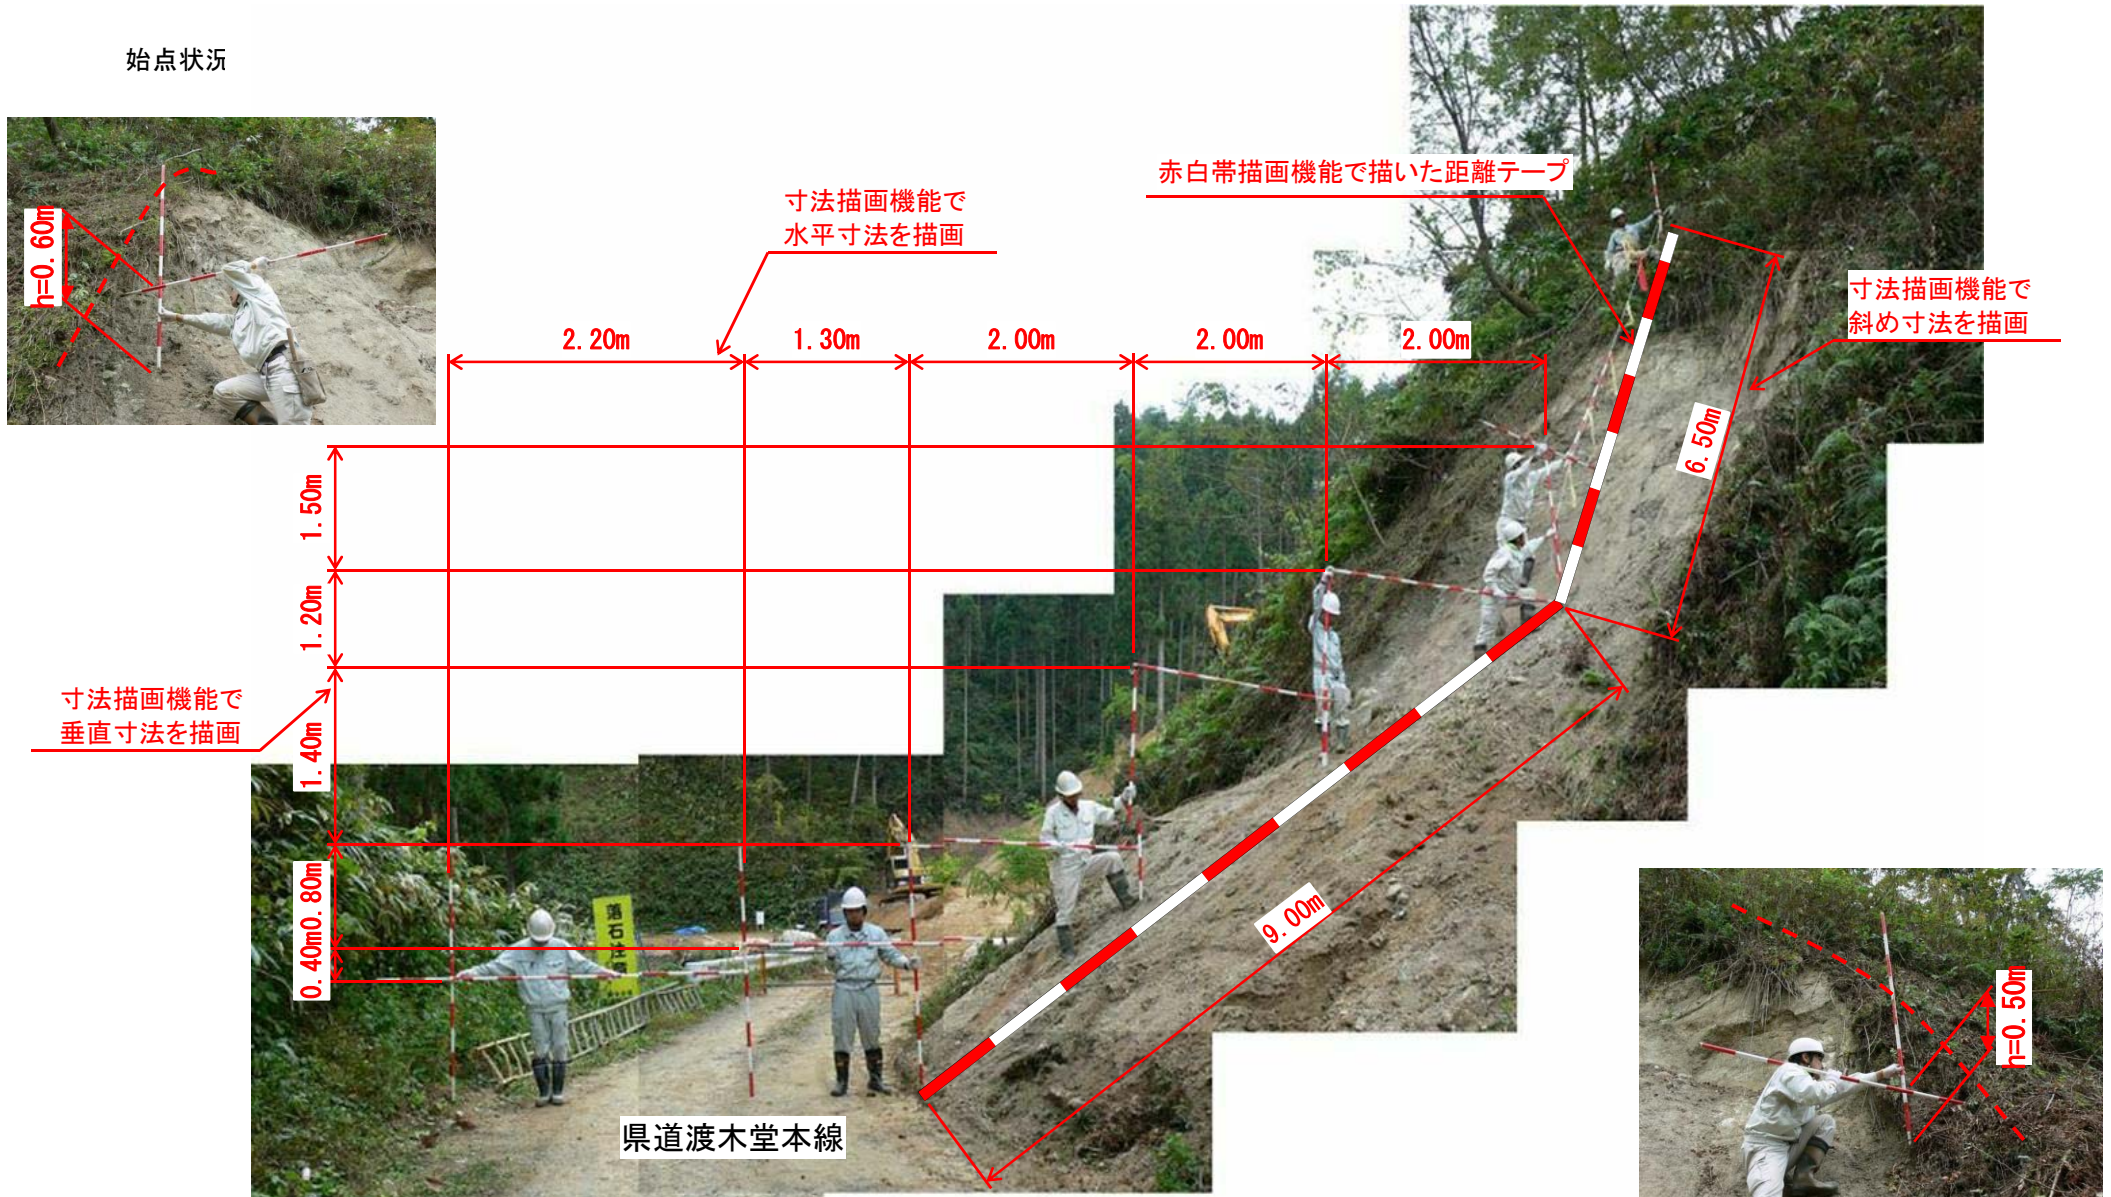 始点状況
赤白帯描画機能で描いた距離テープ
寸法描画機能で
水平寸法を描画
寸法描画機能で
斜め寸法を描画
h=0.60m
2.20m
1.30m
2.00m
2.00m
2.00m
6.50m
1.50m
1.20m
1.40m
0.80m
0.40m
寸法描画機能で
垂直寸法を描画
落石注
9.00m
h=0.50m
県道渡木堂本線